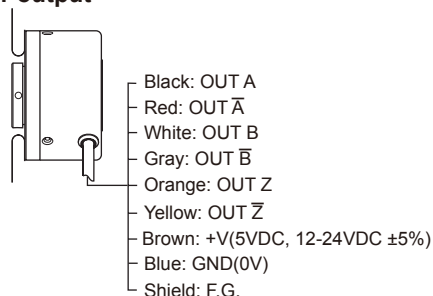 output
Black: OUT A
Red: OUT A̅
White: OUT B
Gray: OUT B̅
Orange: OUT Z
Yellow: OUT Z̅
Brown: +V(5VDC, 12-24VDC ±5%)
Blue: GND(0V)
Shield: F.G.